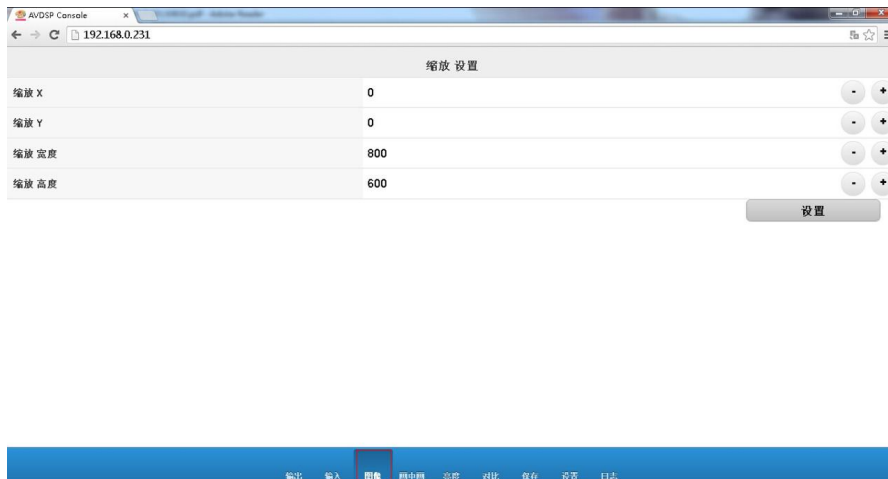 AVDSP Console
192.168.0.231
缩放 设置
缩放 X 0 - +
缩放 Y 0 - +
缩放 宽度 800 - +
缩放 高度 600 - +
设置
输出 输入 图像 画中画 亮度 对比 保存 设置 日志